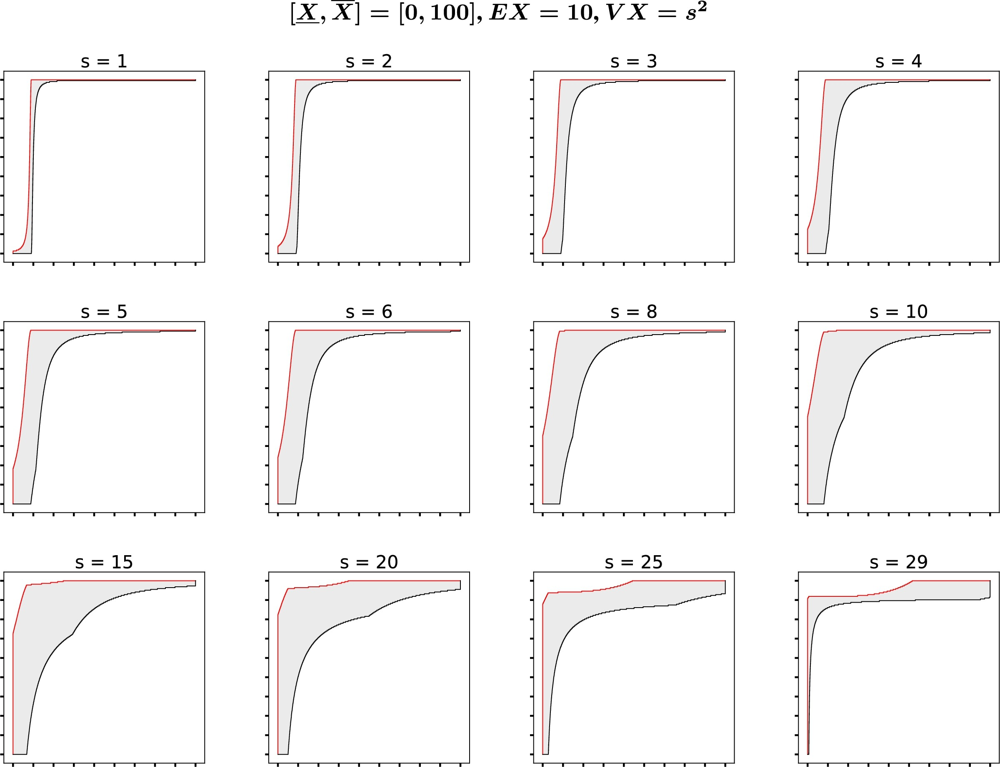 [X, X] = [0, 100], EX = 10, VX = s²
s = 1
s = 2
s = 3
s = 4
s = 5
s = 6
s = 8
s = 10
s = 15
s = 20
s = 25
s = 29